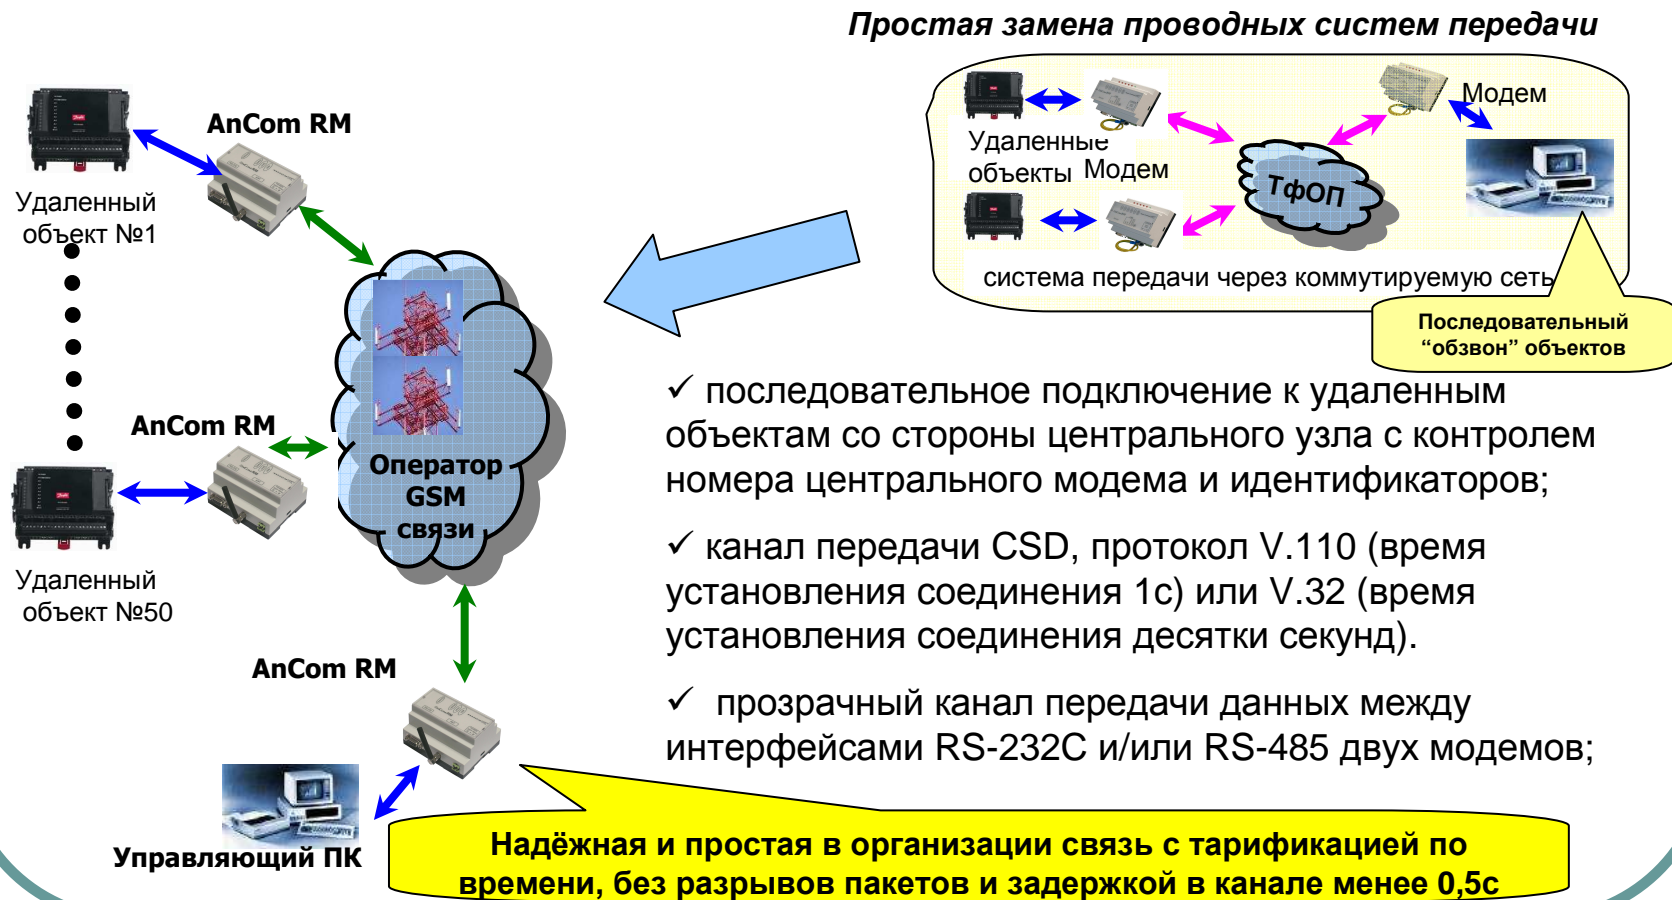 Простая замена проводных систем передачи
AnCom RM
Удаленный
объект №1
AnCom RM
Удаленный
объект №50
Оператор
GSM
связи
AnCom RM
Управляющий ПК
Модем
Удаленные
объекты
Модем
ТфОП
система передачи через коммутируемую сеть
Последовательный
“обзвон” объектов
✓ последовательное подключение к удаленным
объектам со стороны центрального узла с контролем
номера центрального модема и идентификаторов;
✓ канал передачи CSD, протокол V.110 (время
установления соединения 1с) или V.32 (время
установления соединения десятки секунд).
✓ прозрачный канал передачи данных между
интерфейсами RS-232C и/или RS-485 двух модемов;
Надёжная и простая в организации связь с тарификацией по
времени, без разрывов пакетов и задержкой в канале менее 0,5с